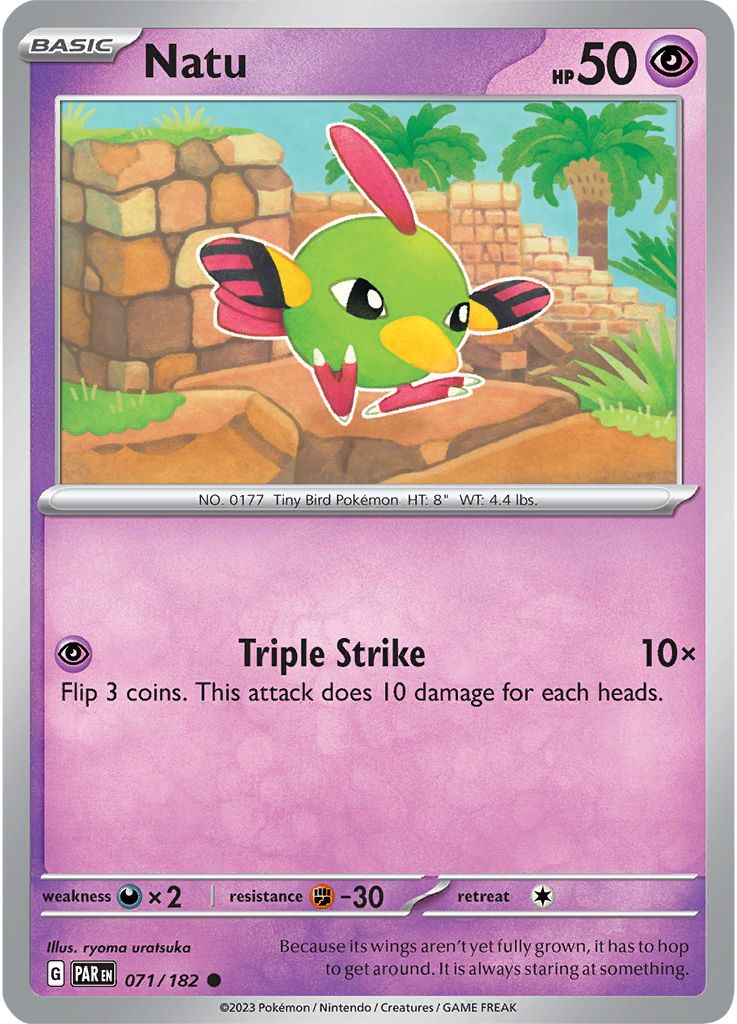 BASIC
Natu
HP 50
NO. 0177 Tiny Bird Pokémon HT: 8" WT: 4.4 lbs.
Triple Strike 10×
Flip 3 coins. This attack does 10 damage for each heads.
weakness ×2 resistance -30 retreat
Illus. ryoma uratsuka
Because its wings aren't yet fully grown, it has to hop
to get around. It is always staring at something.
G PAR EN 071/182
©2023 Pokémon / Nintendo / Creatures / GAME FREAK